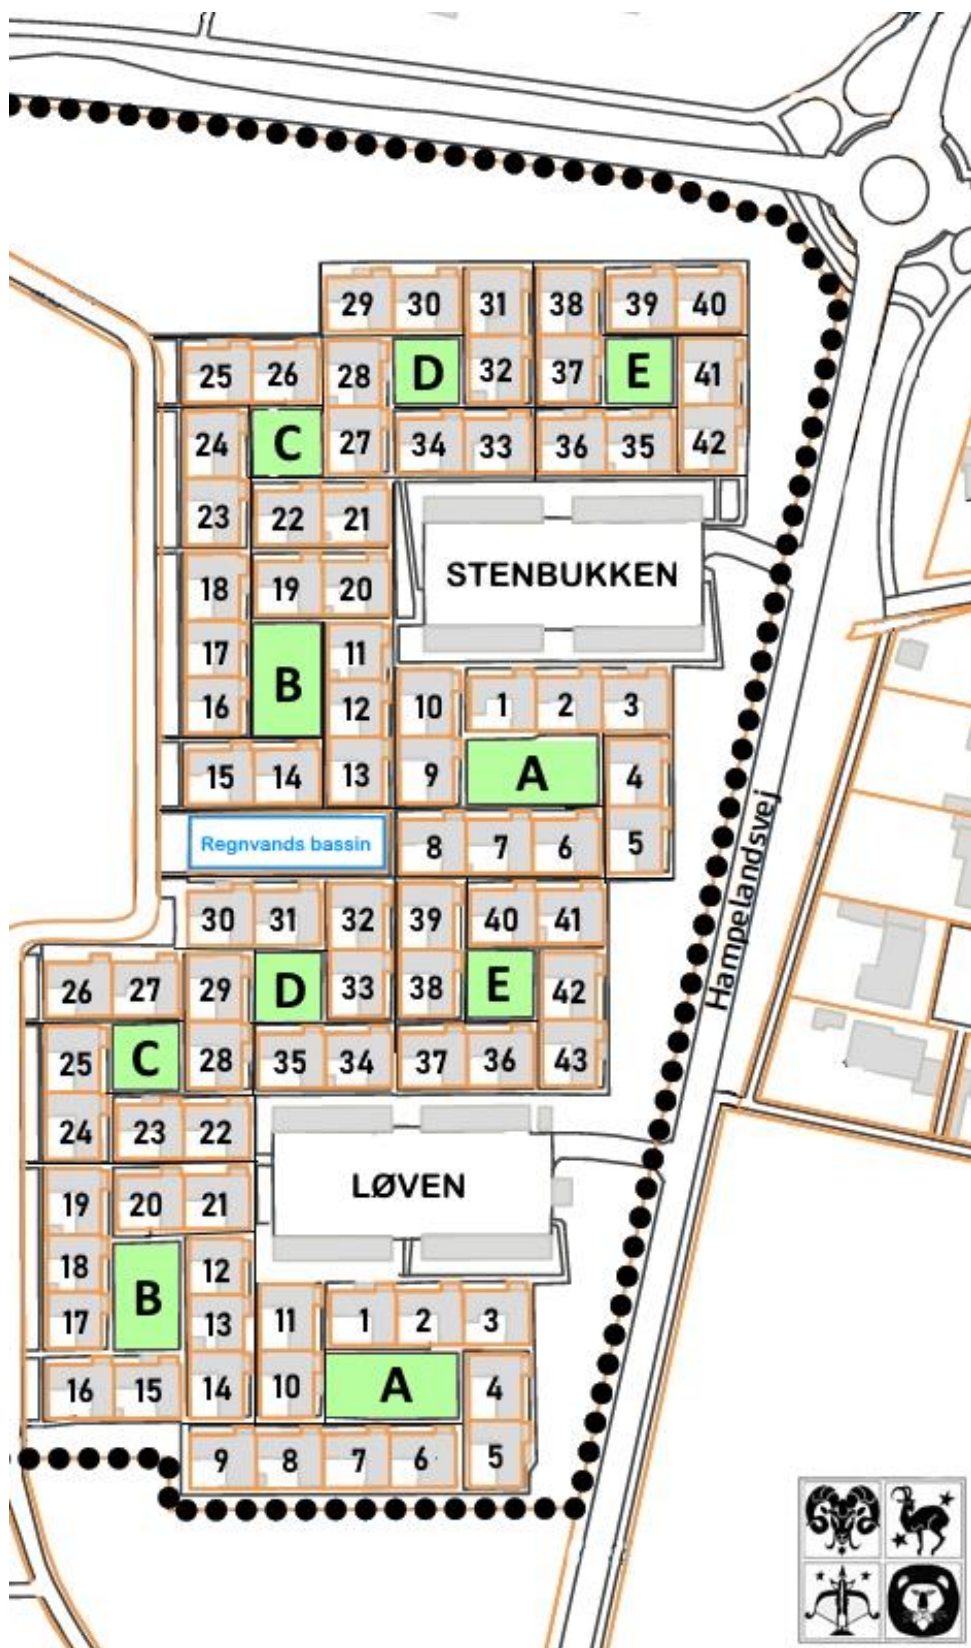 29 30 31 38 39 40
25 26 28 D 32 37 E 41
24 C 27 34 33 36 35 42
23 22 21
STENBUKKEN
18 19 20
17 B 11
16 12 10 1 2 3
15 14 13 9 A 4
Regnvands bassin 8 7 6 5
Hampelandsvej
30 31 32 39 40 41
26 27 29 D 33 38 E 42
25 C 28 35 34 37 36 43
24 23 22
LØVEN
19 20 21
18 B 12
17 13 11 1 2 3
16 15 14 10 A 4
9 8 7 6 5